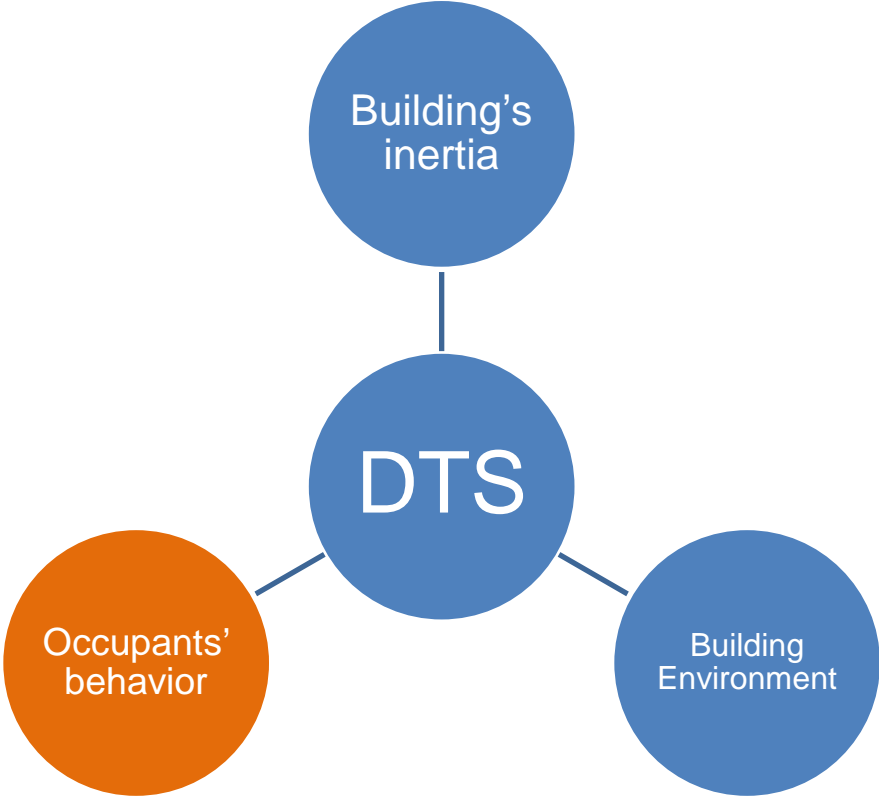 Building’s
inertia
DTS
Occupants’
behavior
Building
Environment